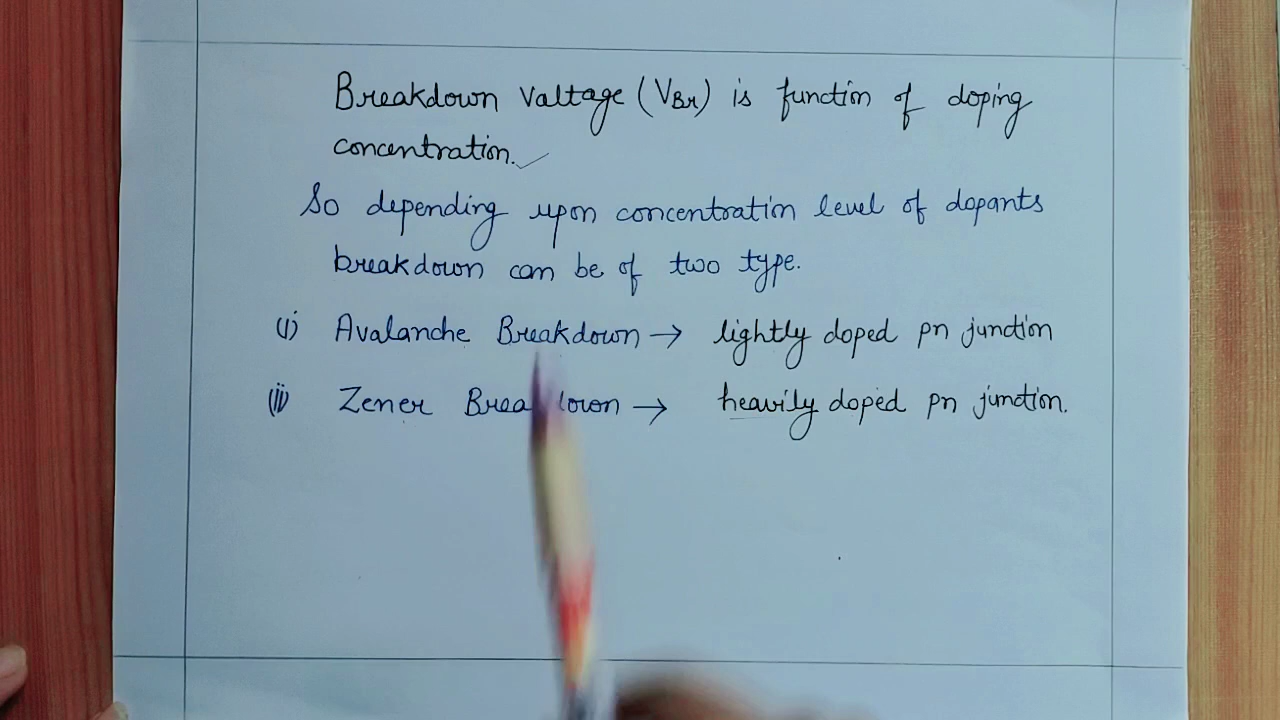 Breakdown Valtage (VBr) is function of doping
concentration.
So depending upon concentration level of dopants
breakdown can be of two type.
(i) Avalanche Breakdown → lightly doped pn junction
(ii) Zener → heavily doped pn junction.